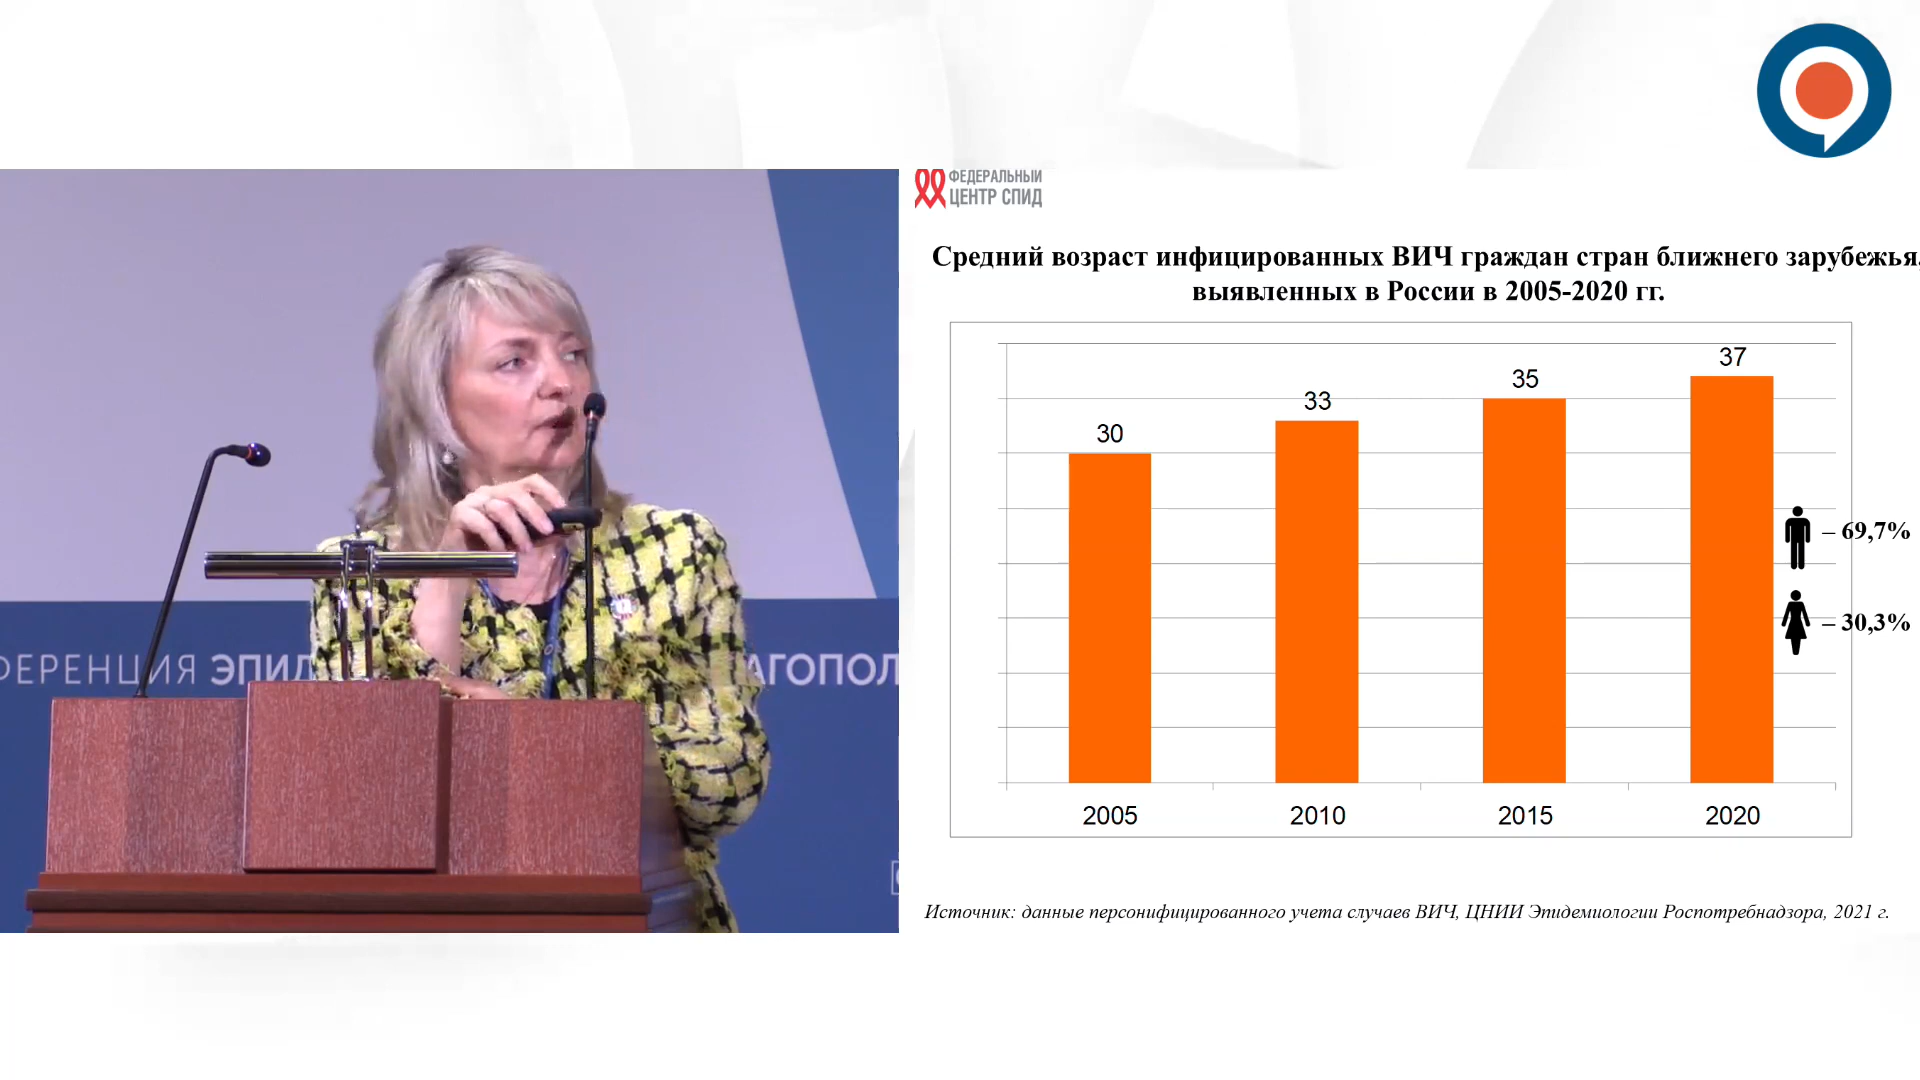 ФЕДЕРАЛЬНЫЙ
ЦЕНТР СПИД
Средний возраст инфицированных ВИЧ граждан стран ближнего зарубежья,
выявленных в России в 2005-2020 гг.
30
33
35
37
– 69,7%
– 30,3%
2005
2010
2015
2020
Источник: данные персонифицированного учета случаев ВИЧ, ЦНИИ Эпидемиологии Роспотребнадзора, 2021 г.
ФЕРЕНЦИЯ ЭПИД
АГОПОЛ